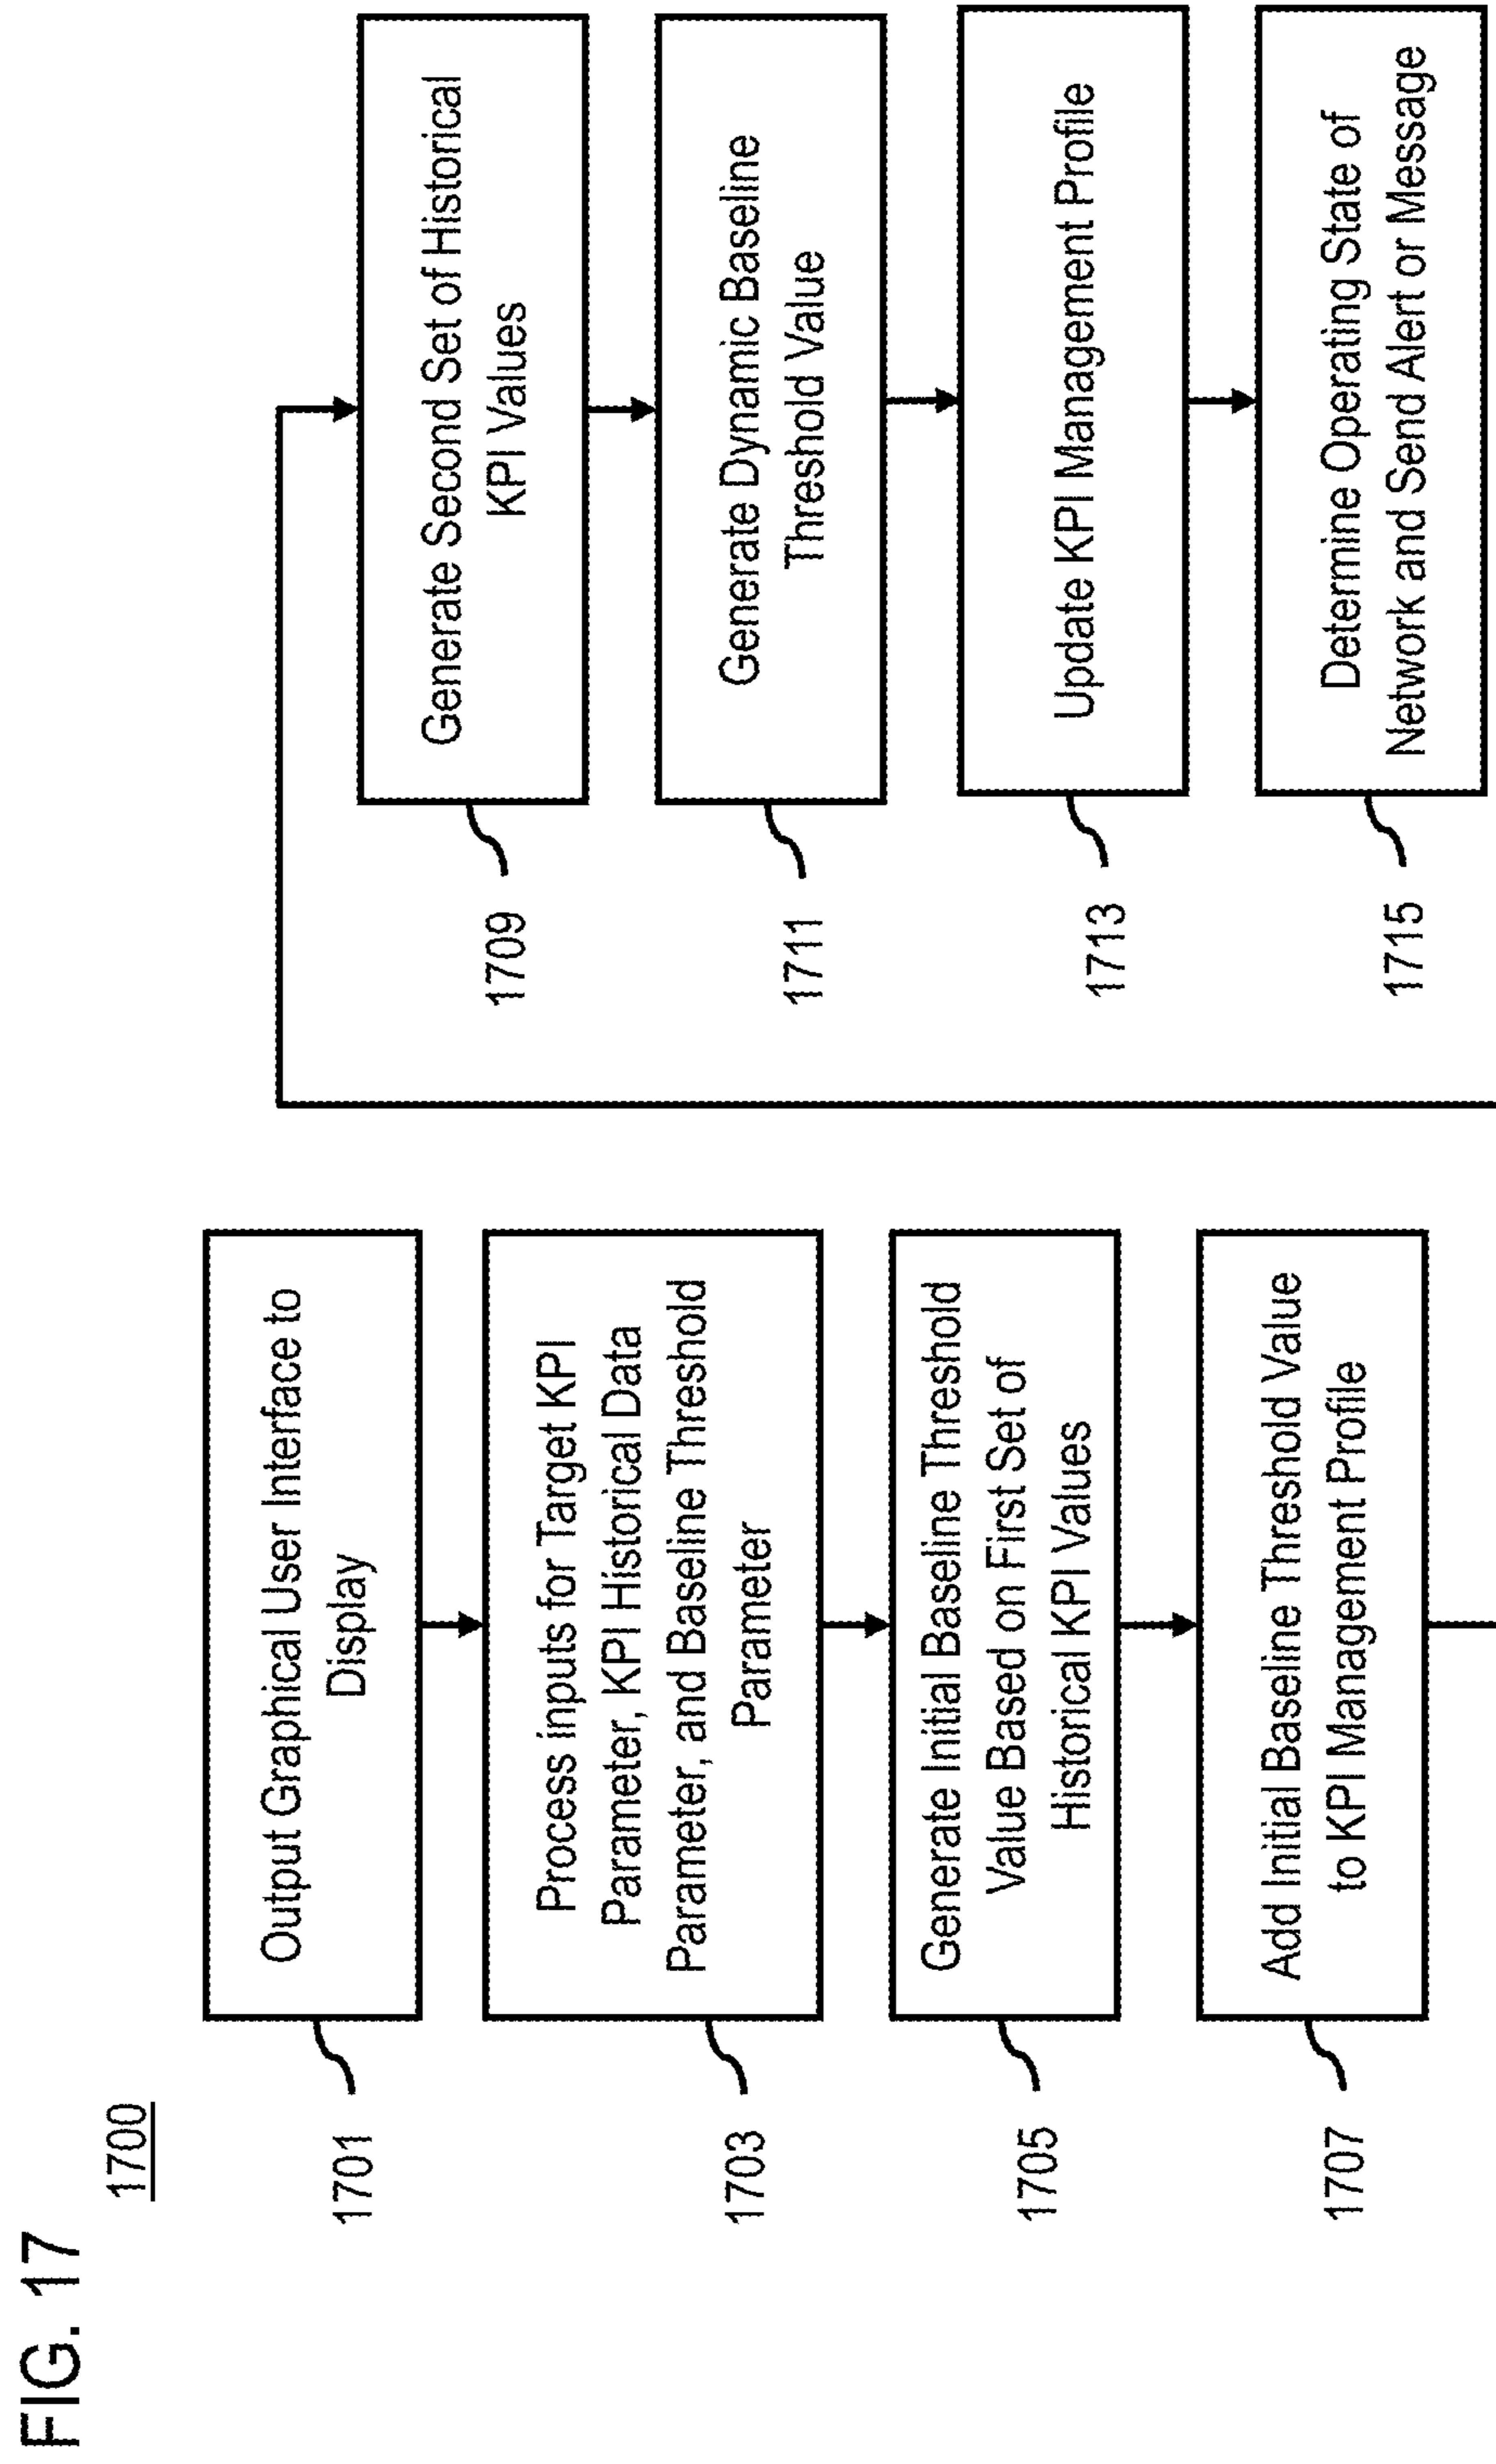 FIG. 17
1700
1701
Output Graphical User Interface to
Display
1703
Process inputs for Target KPI
Parameter, KPI Historical Data
Parameter, and Baseline Threshold
Parameter
1705
Generate Initial Baseline Threshold
Value Based on First Set of
Historical KPI Values
1707
Add Initial Baseline Threshold Value
to KPI Management Profile
1709
Generate Second Set of Historical
KPI Values
1711
Generate Dynamic Baseline
Threshold Value
1713
Update KPI Management Profile
1715
Determine Operating State of
Network and Send Alert or Message